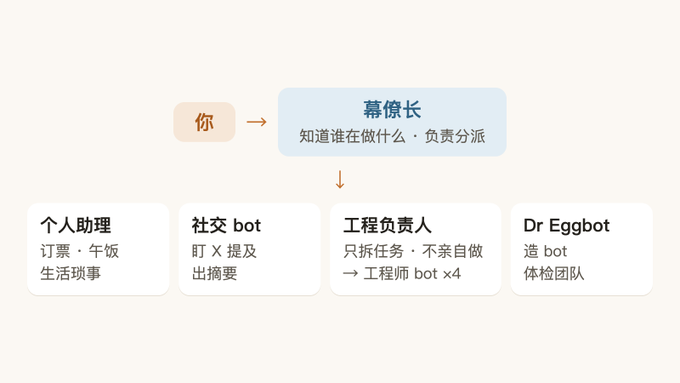 你
→
幕僚长
知道谁在做什么 · 负责分派
↓
个人助理
订票 · 午饭
生活琐事
社交 bot
盯 X 提及
出摘要
工程负责人
只拆任务 · 不亲自做
→ 工程师 bot ×4
Dr Eggbot
造 bot
体检团队